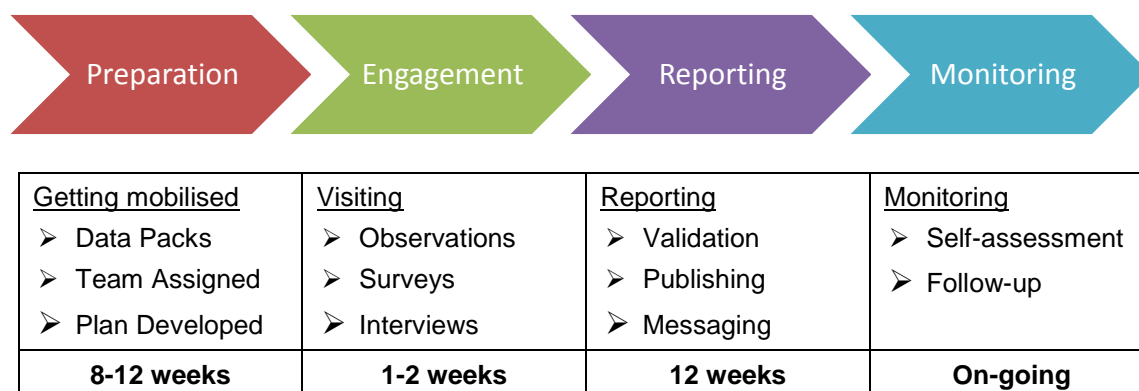 Preparation
Engagement
Reporting
Monitoring
Getting mobilised
Data Packs
Team Assigned
Plan Developed
8-12 weeks
Visiting
Observations
Surveys
Interviews
1-2 weeks
Reporting
Validation
Publishing
Messaging
12 weeks
Monitoring
Self-assessment
Follow-up
On-going